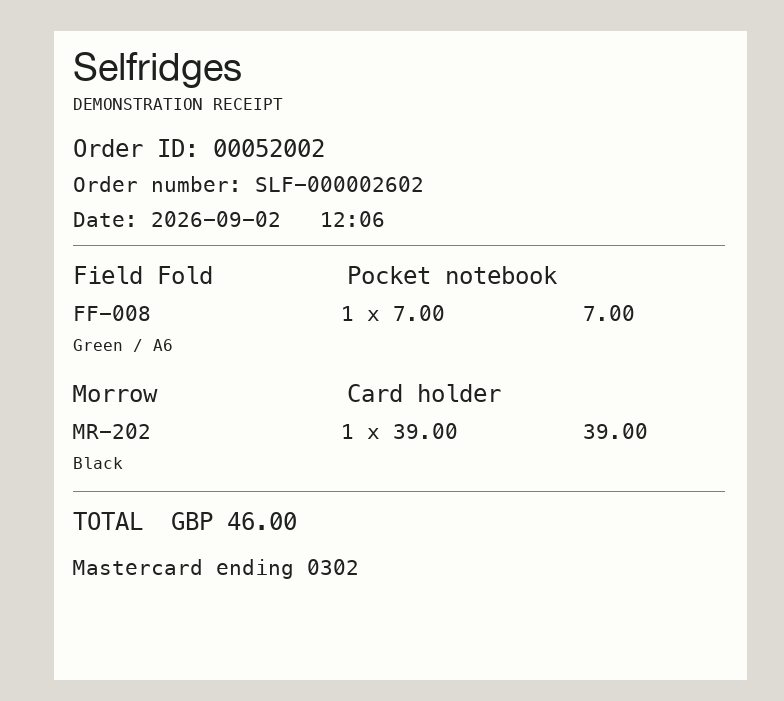 Selfridges
DEMONSTRATION RECEIPT
Order ID: 00052002
Order number: SLF-000002602
Date: 2026-09-02 12:06
Field Fold Pocket notebook
FF-008 1 x 7.00 7.00
Green / A6
Morrow Card holder
MR-202 1 x 39.00 39.00
Black
TOTAL GBP 46.00
Mastercard ending 0302